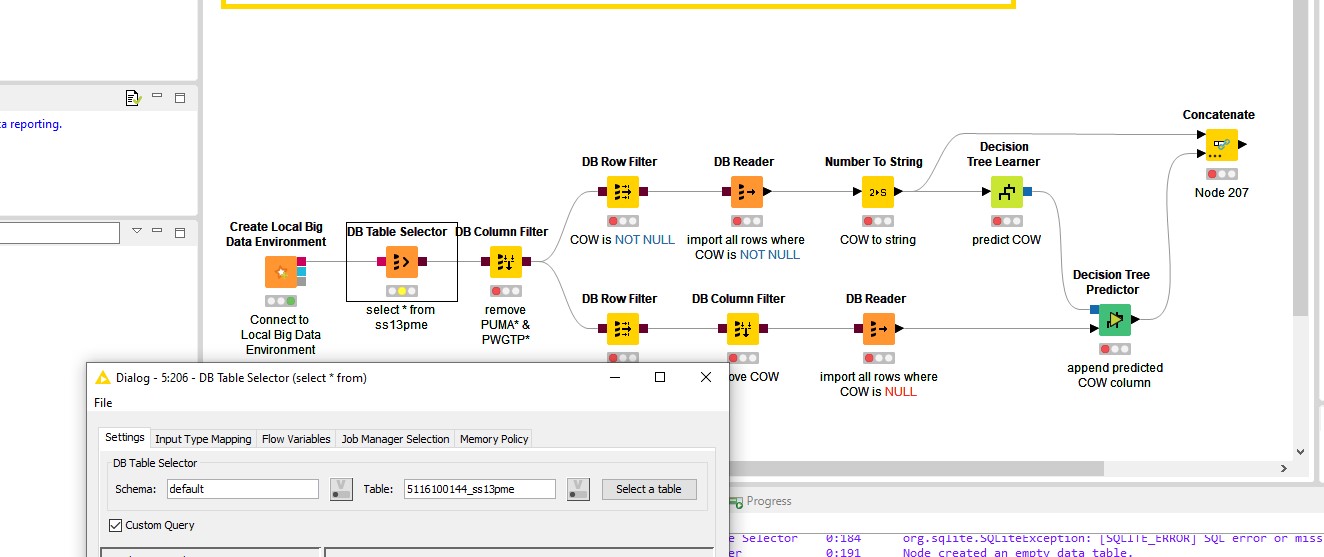 ta reporting.
Concatenate
Node 207
DB Row Filter
DB Reader
Number To String
Decision
Tree Learner
2▸S
COW is NOT NULL
import all rows where
COW is NOT NULL
COW to string
predict COW
Create Local Big
Data Environment
DB Table Selector
DB Column Filter
Connect to
Local Big Data
Environment
select * from
ss13pme
remove
PUMA* &
PWGTP*
DB Row Filter
DB Column Filter
DB Reader
Decision Tree
Predictor
ove COW
import all rows where
COW is NULL
append predicted
COW column
Dialog - 5:206 - DB Table Selector (select * from)
File
Settings
Input Type Mapping
Flow Variables
Job Manager Selection
Memory Policy
DB Table Selector
Schema:
default
Table:
5116100144_ss13pme
Select a table
Custom Query
Progress
e Selector 0:184 org.sqlite.SQLiteException: [SQLITE_ERROR] SQL error or miss
er 0:191 Node created an empty data table.